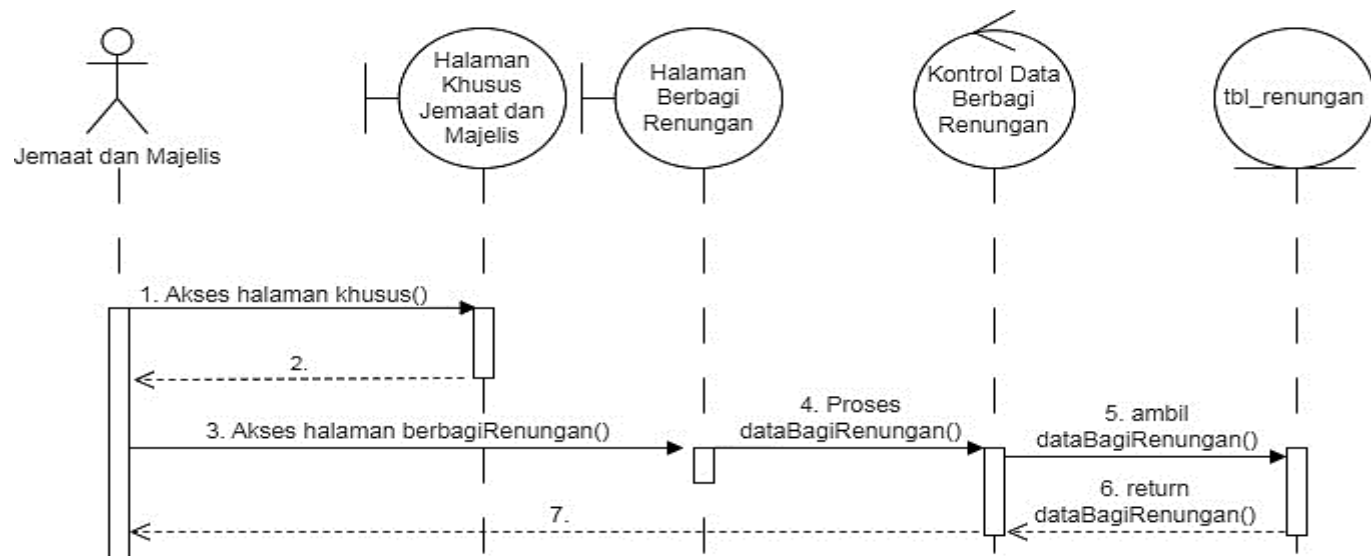 Halaman
Khusus
Jemaat dan
Majelis
Halaman
Berbagi
Renungan
Kontrol Data
Berbagi
Renungan
tbl_renungan
Jemaat dan Majelis
1. Akses halaman khusus()
2.
3. Akses halaman berbagiRenungan()
4. Proses
dataBagiRenungan()
5. ambil
dataBagiRenungan()
6. return
dataBagiRenungan()
7.